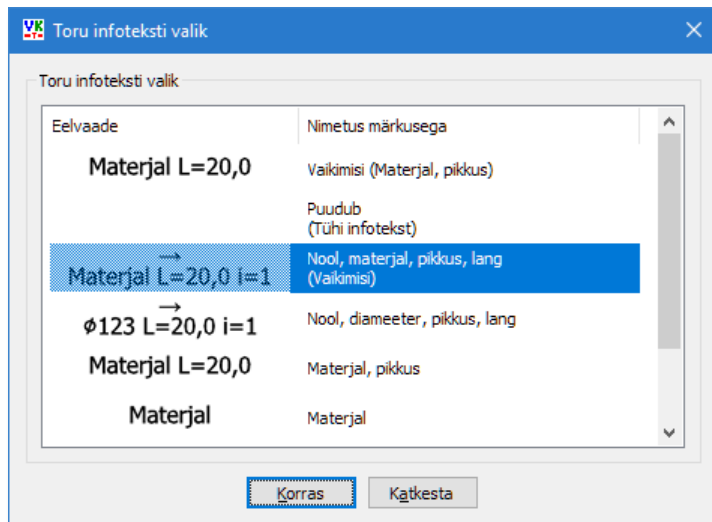 VK
-T-
Toru infoteksti valik
Toru infoteksti valik
Eelvaade Nimetus märkusega
Materjal L=20,0 Vaikimisi (Materjal, pikkus)
Puudub
(Tühi infotekst)
Materjal L=20,0 i=1 Nool, materjal, pikkus, lang
(Vaikimisi)
ø123 L=20,0 i=1 Nool, diameeter, pikkus, lang
Materjal L=20,0 Materjal, pikkus
Materjal Materjal
Korras Katkesta